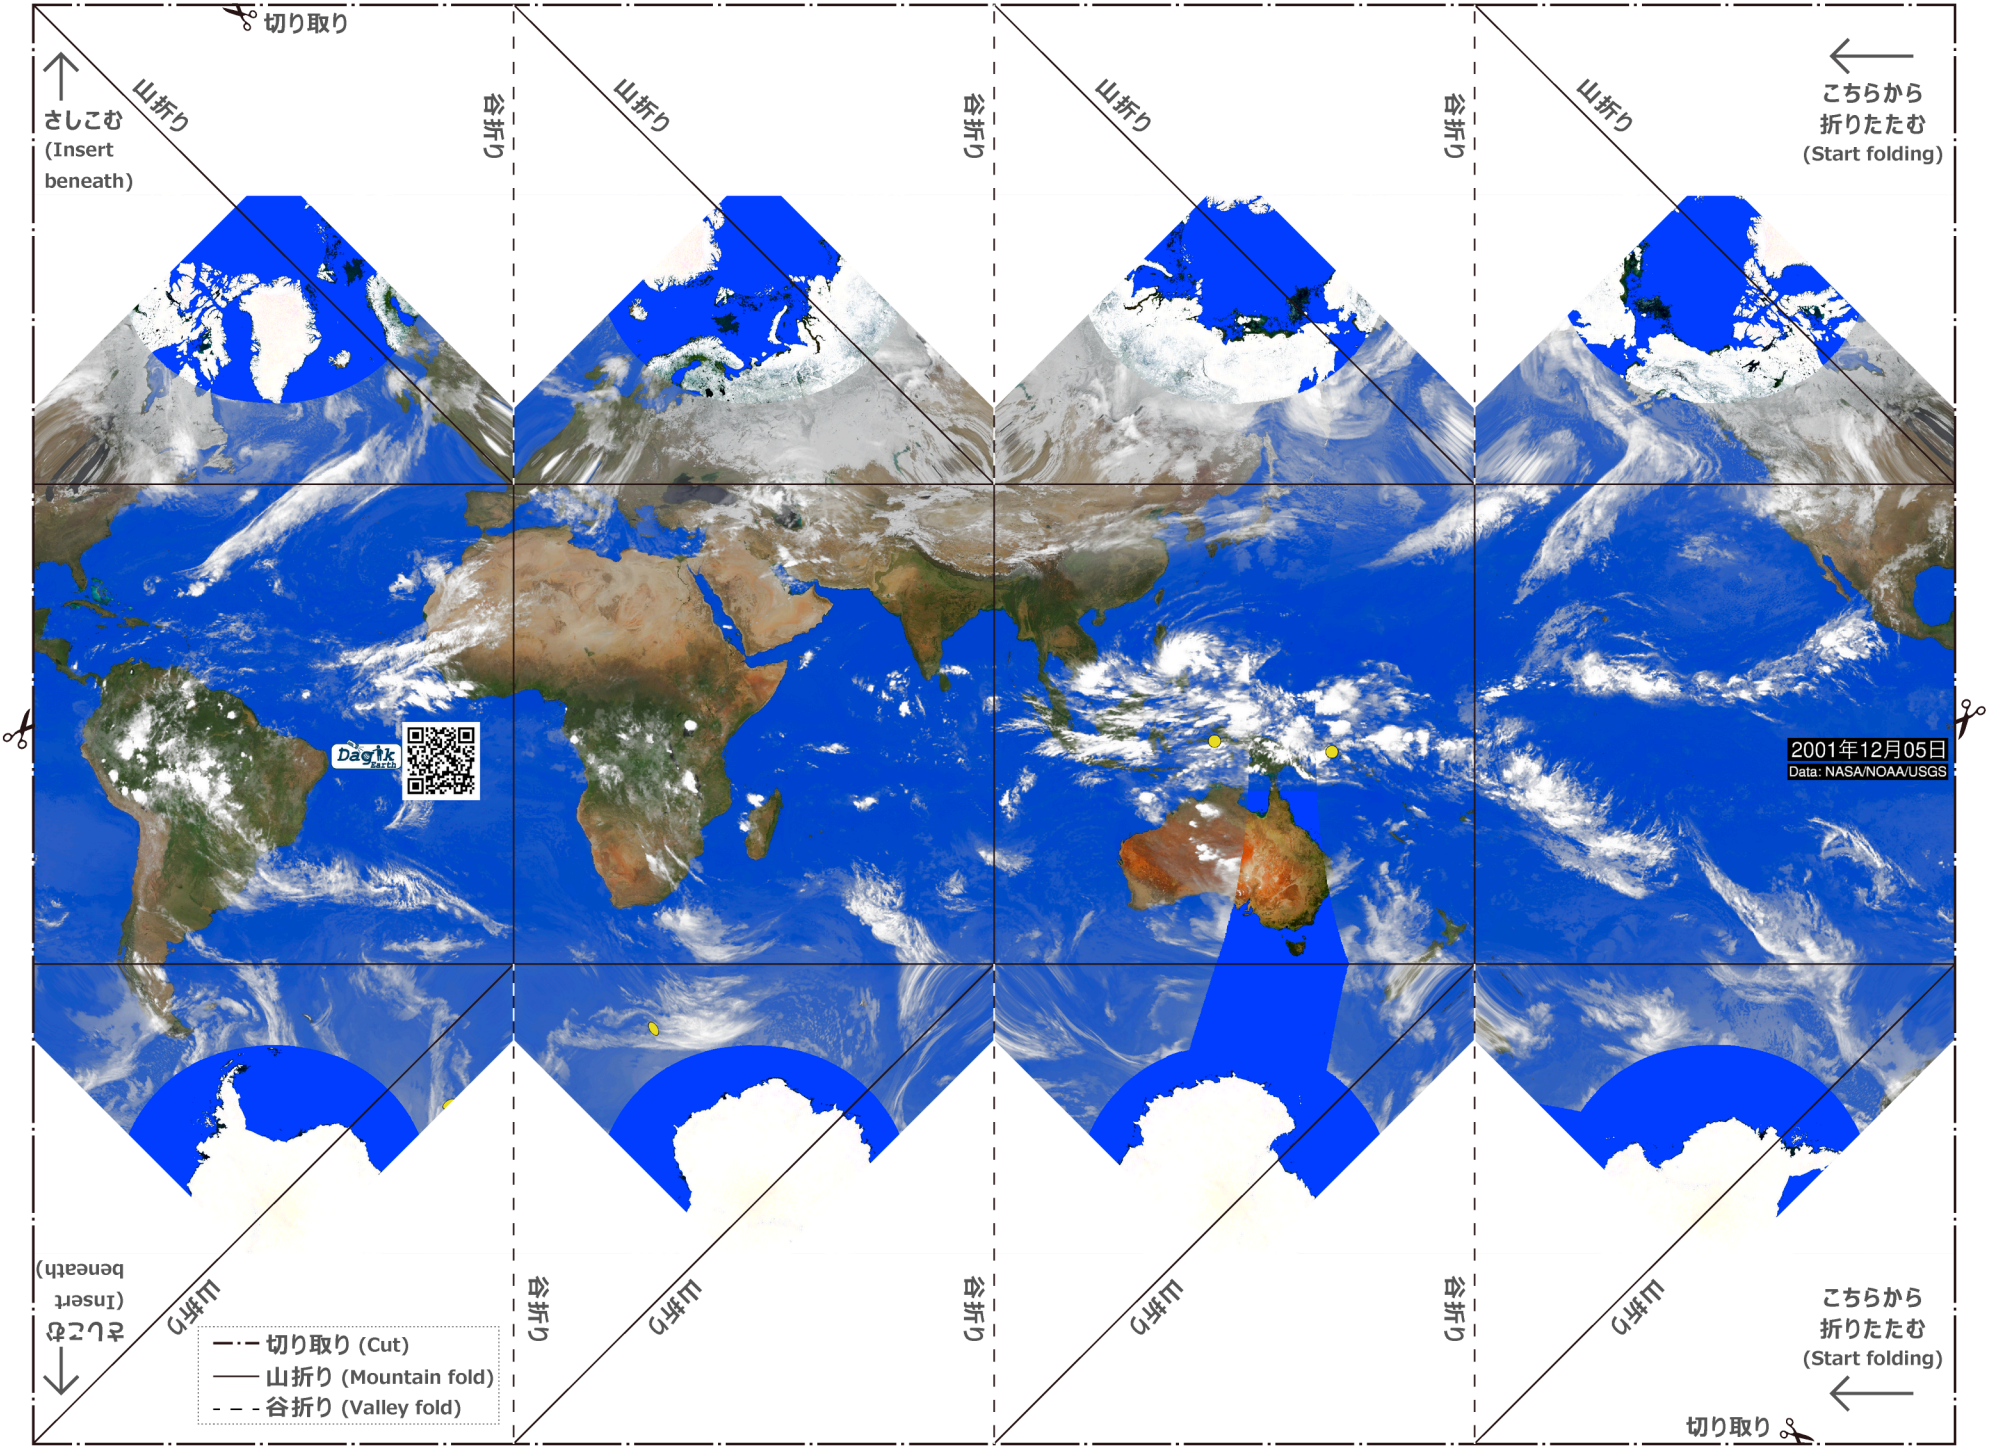 切り取り
さしこむ
(Insert
beneath)
山折り
谷折り
山折り
谷折り
山折り
谷折り
山折り
こちらから
折りたたむ
(Start folding)
Dagik
Earth
2001年12月05日
Data: NASA/NOAA/USGS
さしこむ
(Insert
beneath)
山折り
谷折り
山折り
谷折り
山折り
谷折り
山折り
こちらから
折りたたむ
(Start folding)
切り取り (Cut)
山折り (Mountain fold)
谷折り (Valley fold)
切り取り